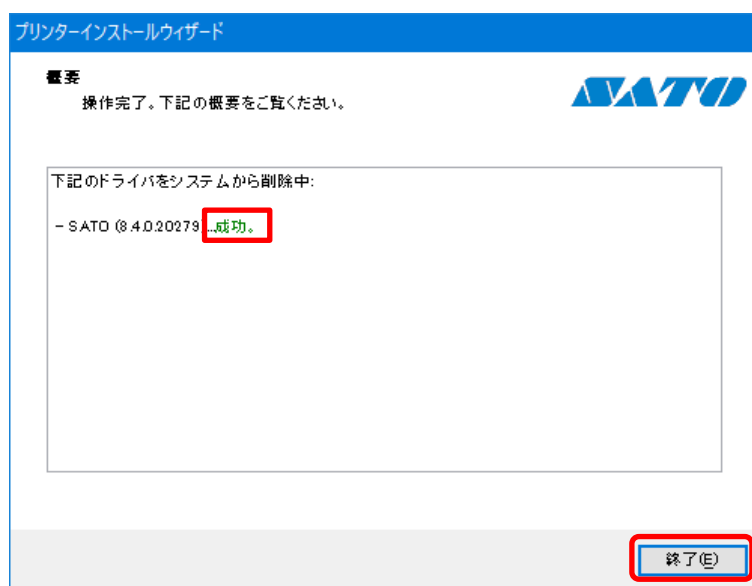 プリンターインストールウィザード
概要
操作完了。下記の概要をご覧ください。
SATO
下記のドライバをシステムから削除中:
- SATO (8.4.0.20279)...成功。
終了(E)